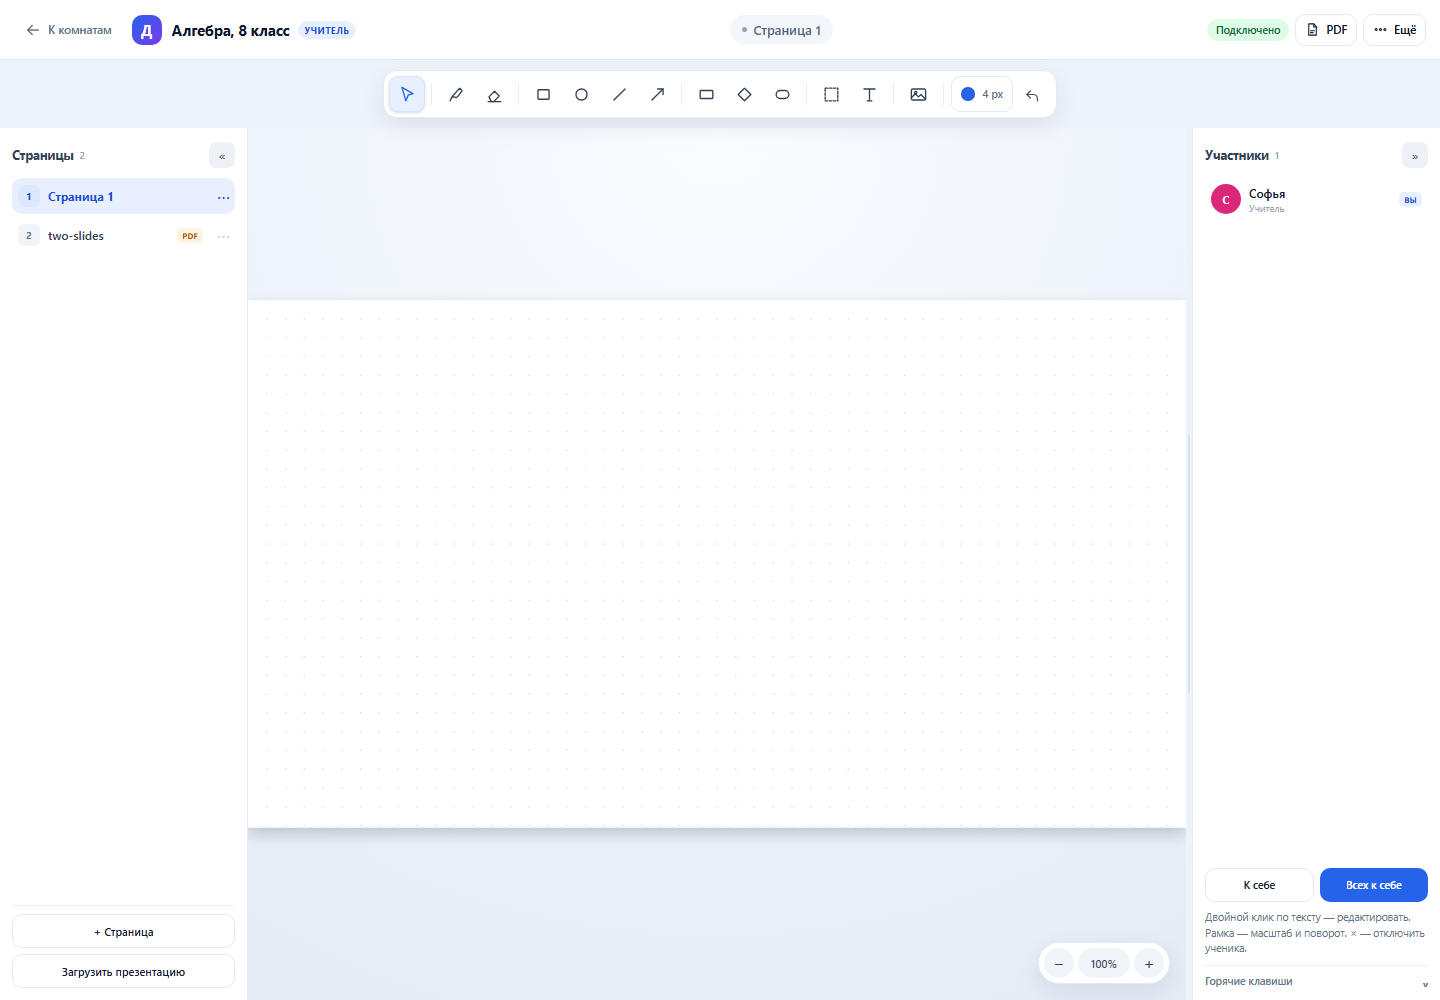 К комнатам
Д
Алгебра, 8 класс
УЧИТЕЛЬ
Страница 1
Подключено
PDF
Ещё
4 px
Страницы 2
«
1 Страница 1
2 two-slides PDF
+ Страница
Загрузить презентацию
Участники 1
»
С
Софья
Учитель
ВЫ
К себе
Всех к себе
Двойной клик по тексту — редактировать.
Рамка — масштаб и поворот. × — отключить
ученика.
Горячие клавиши
− 100% +